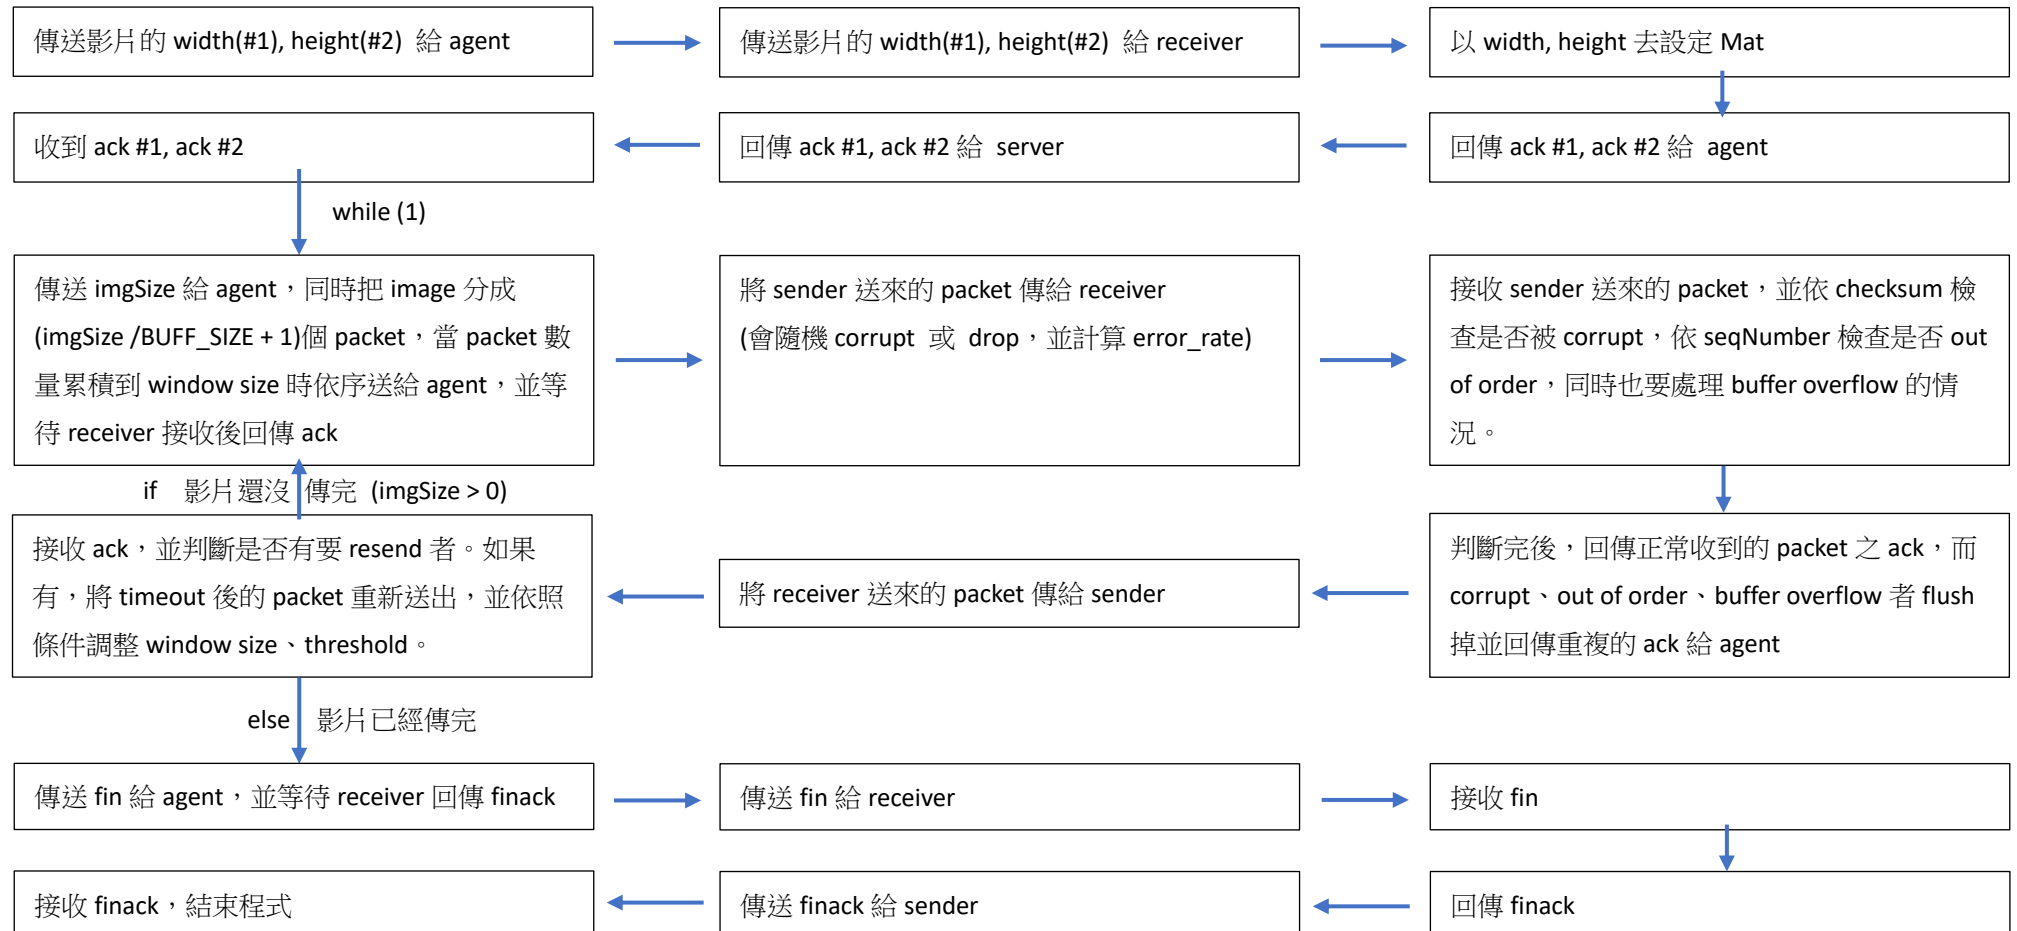 傳送影片的 width(#1), height(#2) 給 agent
傳送影片的 width(#1), height(#2) 給 receiver
以 width, height 去設定 Mat
收到 ack #1, ack #2
回傳 ack #1, ack #2 給 server
回傳 ack #1, ack #2 給 agent
while (1)
傳送 imgSize 給 agent，同時把 image 分成
(imgSize /BUFF_SIZE + 1)個 packet，當 packet 數
量累積到 window size 時依序送給 agent，並等
待 receiver 接收後回傳 ack
將 sender 送來的 packet 傳給 receiver
(會隨機 corrupt 或 drop，並計算 error_rate)
接收 sender 送來的 packet，並依 checksum 檢
查是否被 corrupt，依 seqNumber 檢查是否 out
of order，同時也要處理 buffer overflow 的情
況。
if 影片還沒 傳完 (imgSize > 0)
接收 ack，並判斷是否有要 resend 者。如果
有，將 timeout 後的 packet 重新送出，並依照
條件調整 window size、threshold。
將 receiver 送來的 packet 傳給 sender
判斷完後，回傳正常收到的 packet 之 ack，而
corrupt、out of order、buffer overflow 者 flush
掉並回傳重複的 ack 給 agent
else 影片已經傳完
傳送 fin 給 agent，並等待 receiver 回傳 finack
傳送 fin 給 receiver
接收 fin
接收 finack，結束程式
傳送 finack 給 sender
回傳 finack